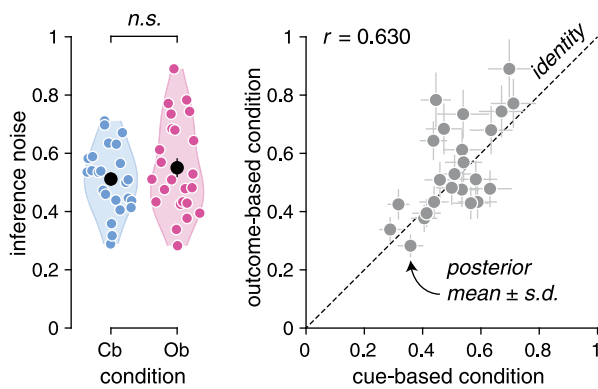 n.s.
1
0.8
0.6
0.4
0.2
0
inference noise
Cb
Ob
condition
r = 0.630
identity
1
0.8
0.6
0.4
0.2
0
outcome-based condition
posterior
mean ± s.d.
0
0.2
0.4
0.6
0.8
1
cue-based condition